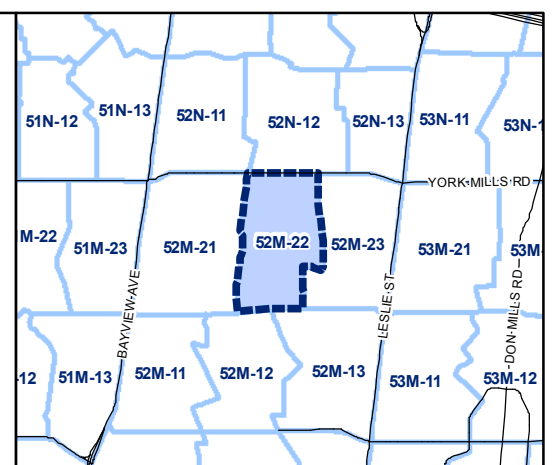 51N-12
51N-13
52N-11
52N-12
52N-13
53N-11
53N-1
YORK MILLS RD
M-22
51M-23
52M-21
52M-22
52M-23
53M-21
53M
BAYVIEW AVE
LESLIE ST
DON MILLS RD
-12
51M-13
52M-11
52M-12
52M-13
53M-11
53M-12